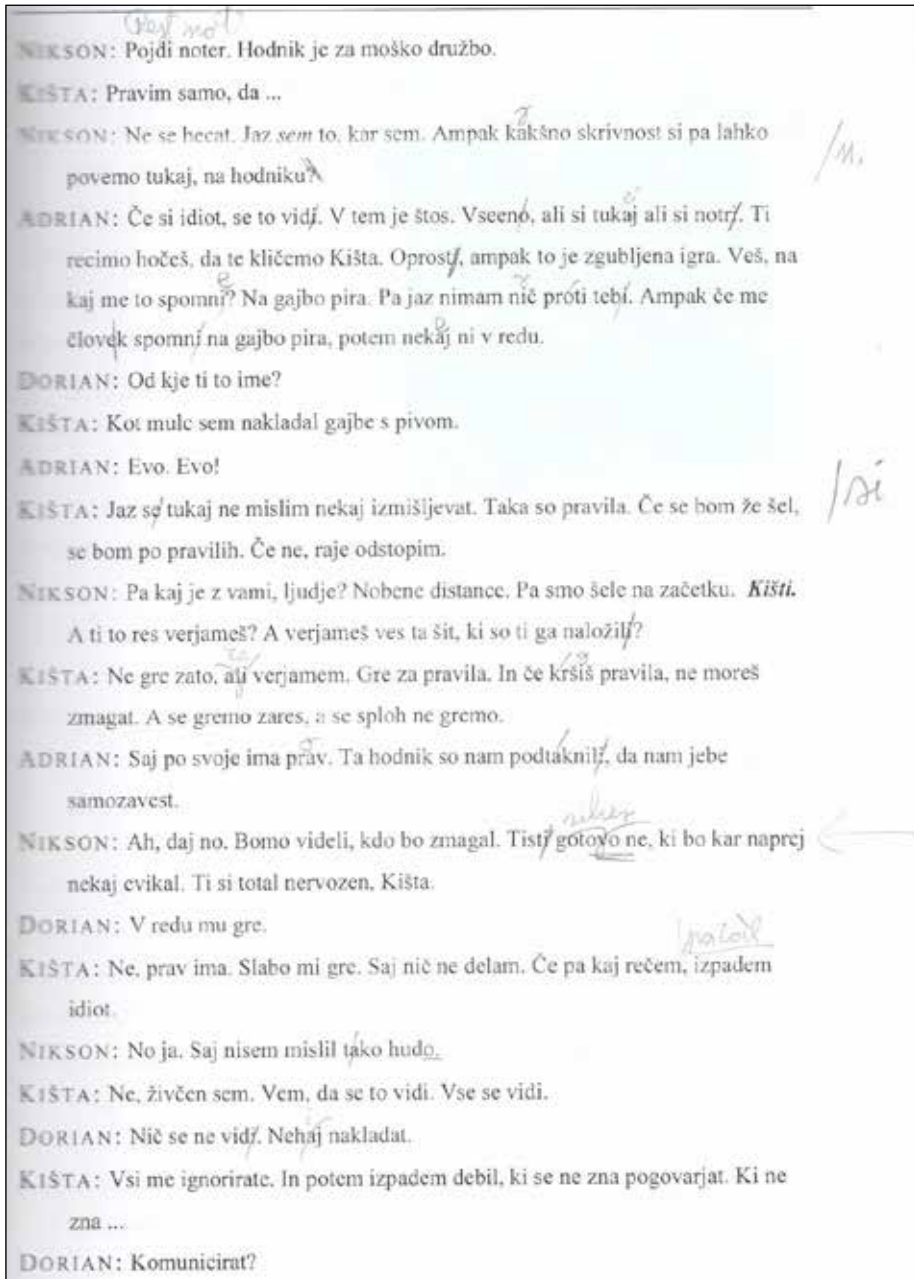 NIKSON: Pojdi noter. Hodnik je za moško družbo.
KIŠTA: Pravim samo, da ...
NIKSON: Ne se hecat. Jaz sem to, kar sem. Ampak kakšno skrivnost si pa lahko
povemo tukaj, na hodniku?
/n.
ADRIAN: Če si idiot, se to vidi. V tem je štos. Vseeno, ali si tukaj ali si notri. Ti
recimo hočeš, da te kličemo Kišta. Oprosti, ampak to je zgubljena igra. Veš, na
kaj me to spomni? Na gajbo pira. Pa jaz nimam nič proti tebi. Ampak če me
človek spomni na gajbo pira, potem nekaj ni v redu.
DORIAN: Od kje ti to ime?
KIŠTA: Kot mulc sem nakladal gajbe s pivom.
ADRIAN: Evo. Evo!
KIŠTA: Jaz se tukaj ne mislim nekaj izmišljevat. Taka so pravila. Če se bom že šel,
/si
se bom po pravilih. Če ne, raje odstopim.
NIKSON: Pa kaj je z vami, ljudje? Nobene distance. Pa smo šele na začetku. Kišti.
A ti to res verjameš? A verjameš ves ta šit, ki so ti ga naložili?
KIŠTA: Ne gre zato, ali verjamem. Gre za pravila. In če kršiš pravila, ne moreš
zmagat. A se gremo zares, a se sploh ne gremo.
ADRIAN: Saj po svoje ima prav. Ta hodnik so nam podtaknili, da nam jebe
samozavest.
NIKSON: Ah, daj no. Bomo videli, kdo bo zmagal. Tisti gotovo ne, ki bo kar naprej
nekaj cvikal. Ti si total nervozen, Kišta.
DORIAN: V redu mu gre.
KIŠTA: Ne, prav ima. Slabo mi gre. Saj nič ne delam. Če pa kaj rečem, izpadem
idiot.
NIKSON: No ja. Saj nisem mislil tako hudo.
KIŠTA: Ne, živčen sem. Vem, da se to vidi. Vse se vidi.
DORIAN: Nič se ne vidi. Nehaj nakladat.
KIŠTA: Vsi me ignorirate. In potem izpadem debil, ki se ne zna pogovarjat. Ki ne
zna ...
DORIAN: Komunicirat?